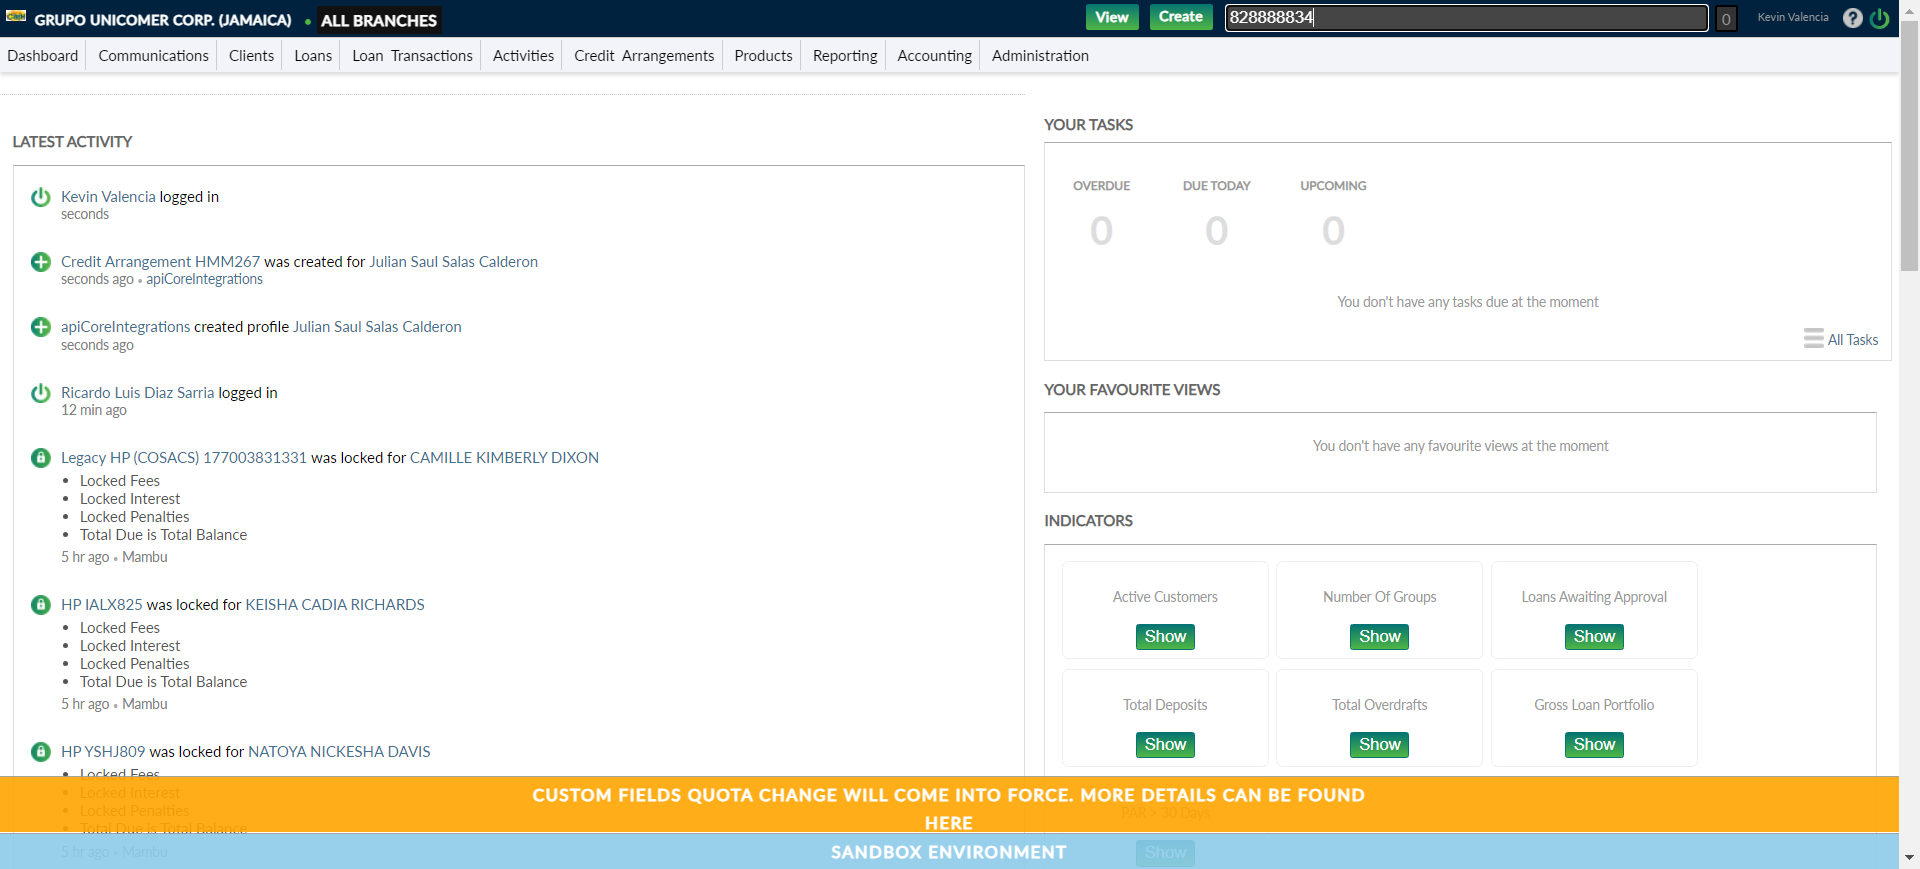 GRUPO UNICOMER CORP. (JAMAICA) • ALL BRANCHES
View
Create
828888834
0
Kevin Valencia
?
Dashboard
Communications
Clients
Loans
Loan Transactions
Activities
Credit Arrangements
Products
Reporting
Accounting
Administration
LATEST ACTIVITY
Kevin Valencia logged in
seconds
Credit Arrangement HMM267 was created for Julian Saul Salas Calderon
seconds ago • apiCoreIntegrations
apiCoreIntegrations created profile Julian Saul Salas Calderon
seconds ago
Ricardo Luis Diaz Sarria logged in
12 min ago
Legacy HP (COSACS) 177003831331 was locked for CAMILLE KIMBERLY DIXON
• Locked Fees
• Locked Interest
• Locked Penalties
• Total Due is Total Balance
5 hr ago • Mambu
HP IALX825 was locked for KEISHA CADIA RICHARDS
• Locked Fees
• Locked Interest
• Locked Penalties
• Total Due is Total Balance
5 hr ago • Mambu
HP YSHJ809 was locked for NATOYA NICKESHA DAVIS
• Locked Fees
• Locked Interest
• Locked Penalties
• Total Due is Total Balance
5 hr ago • Mambu
YOUR TASKS
OVERDUE
DUE TODAY
UPCOMING
0
0
0
You don't have any tasks due at the moment
All Tasks
YOUR FAVOURITE VIEWS
You don't have any favourite views at the moment
INDICATORS
Active Customers
Number Of Groups
Loans Awaiting Approval
Show
Show
Show
Total Deposits
Total Overdrafts
Gross Loan Portfolio
Show
Show
Show
PAR > 30 Days
Show
CUSTOM FIELDS QUOTA CHANGE WILL COME INTO FORCE. MORE DETAILS CAN BE FOUND
HERE
SANDBOX ENVIRONMENT